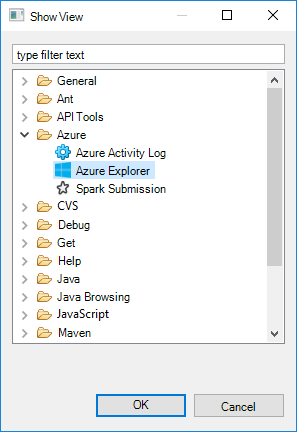 Show View
type filter text
General
Ant
API Tools
Azure
Azure Activity Log
Azure Explorer
Spark Submission
CVS
Debug
Get
Help
Java
Java Browsing
JavaScript
Maven
OK
Cancel